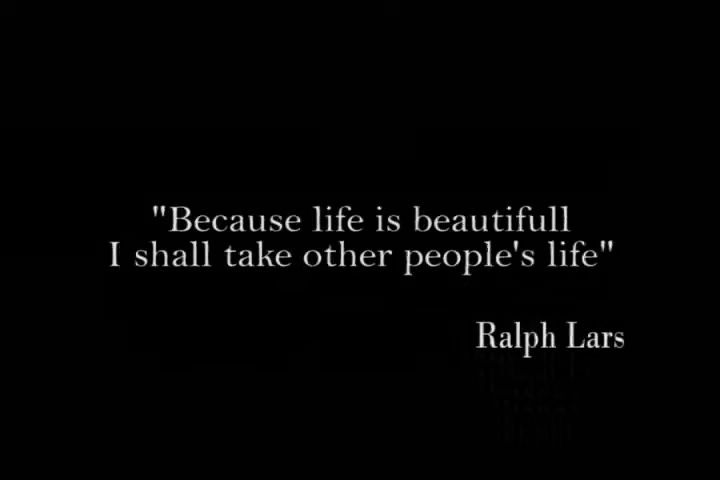 "Because life is beautifull
I shall take other people's life"
Ralph Lars